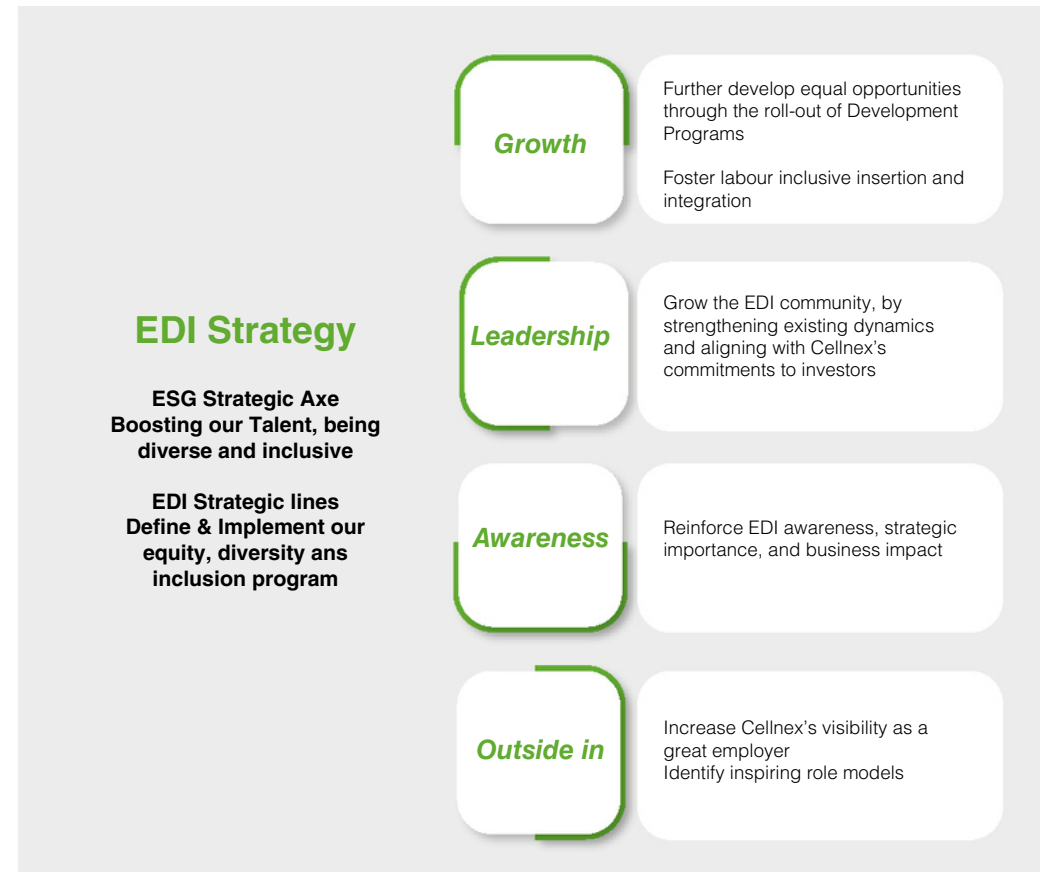 EDI Strategy
ESG Strategic Axe
Boosting our Talent, being
diverse and inclusive
EDI Strategic lines
Define & Implement our
equity, diversity ans
inclusion program
Growth
Further develop equal opportunities
through the roll-out of Development
Programs
Foster labour inclusive insertion and
integration
Leadership
Grow the EDI community, by
strengthening existing dynamics
and aligning with Cellnex’s
commitments to investors
Awareness
Reinforce EDI awareness, strategic
importance, and business impact
Outside in
Increase Cellnex’s visibility as a
great employer
Identify inspiring role models